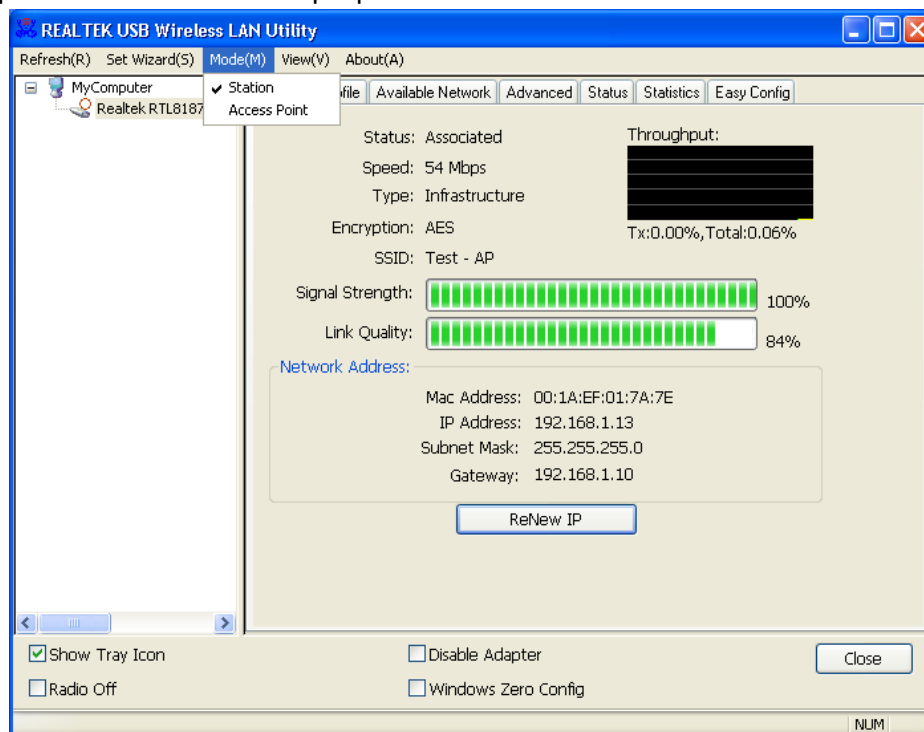 REALTEK USB Wireless LAN Utility
Refresh(R) Set Wizard(S) Mode(M) View(V) About(A)
Station
Access Point
MyComputer
Realtek RTL8187
Available Network Advanced Status Statistics Easy Config
Status: Associated
Speed: 54 Mbps
Type: Infrastructure
Encryption: AES
SSID: Test - AP
Throughput:
Tx:0.00%,Total:0.06%
Signal Strength: 100%
Link Quality: 84%
Network Address:
Mac Address: 00:1A:EF:01:7A:7E
IP Address: 192.168.1.13
Subnet Mask: 255.255.255.0
Gateway: 192.168.1.10
ReNew IP
Show Tray Icon
Disable Adapter
Close
Radio Off
Windows Zero Config
NUM